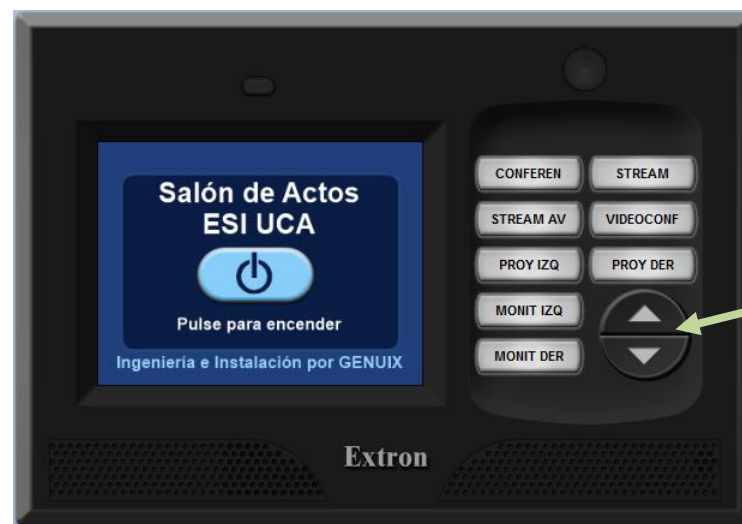 Salón de Actos
ESI UCA
Pulse para encender
Ingeniería e Instalación por GENUIX
CONFEREN
STREAM
STREAM AV
VIDEOCONF
PROY IZQ
PROY DER
MONIT IZQ
MONIT DER
Extron